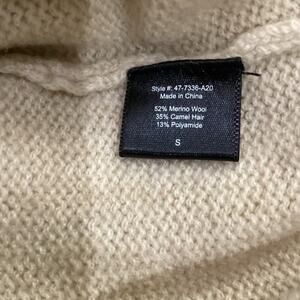 Style #: 47-7336-A20
Made in China
52% Merino Wool
35% Camel Hair
13% Polyamide
S